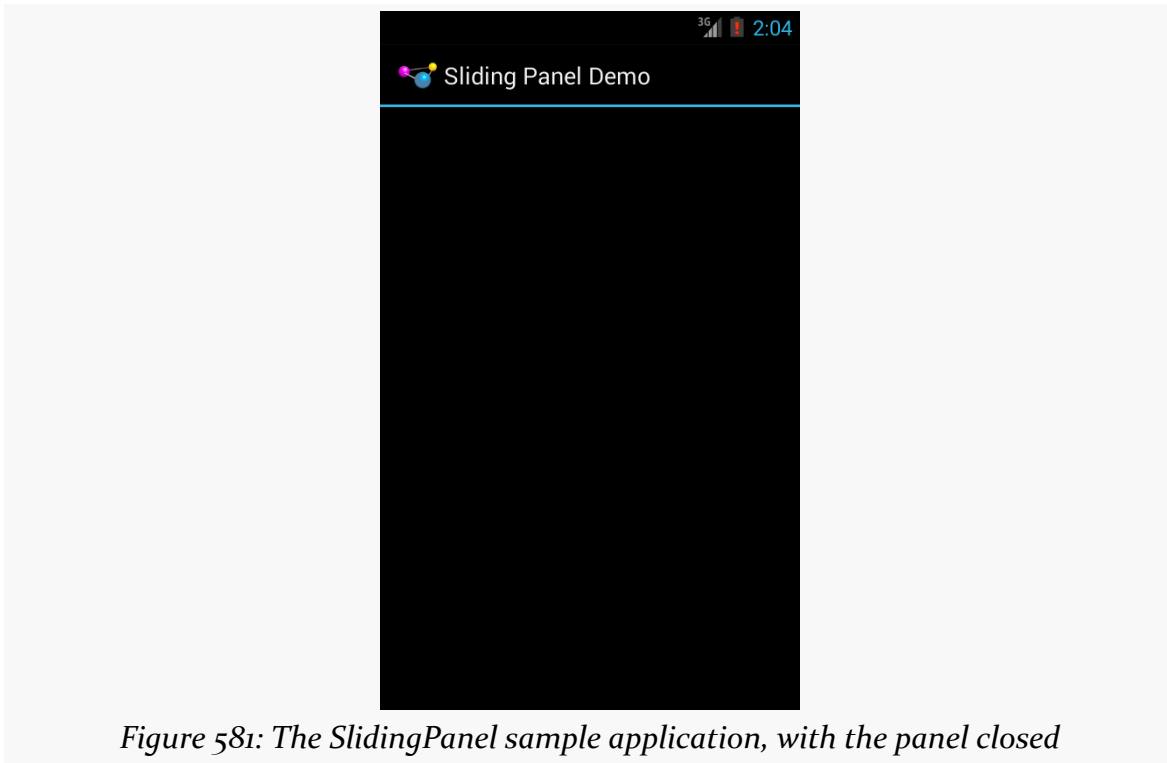 3G 2:04
Sliding Panel Demo
Figure 581: The SlidingPanel sample application, with the panel closed